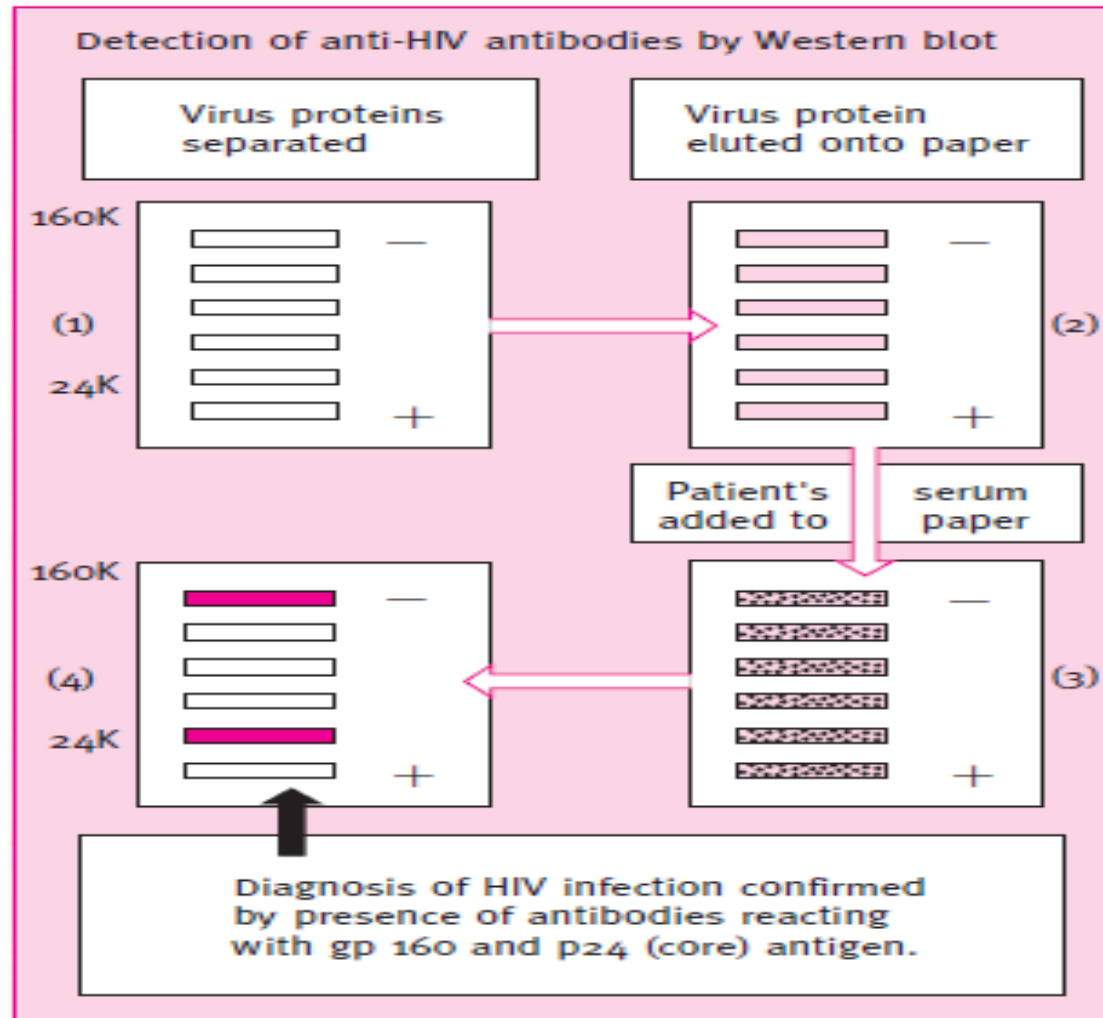 Detection of anti-HIV antibodies by Western blot
Virus proteins
separated
Virus protein
eluted onto paper
160K
(1)
24K
—
+
—
+
(2)
Patient's serum
added to paper
160K
(4)
24K
—
+
—
+
(3)
Diagnosis of HIV infection confirmed
by presence of antibodies reacting
with gp 160 and p24 (core) antigen.